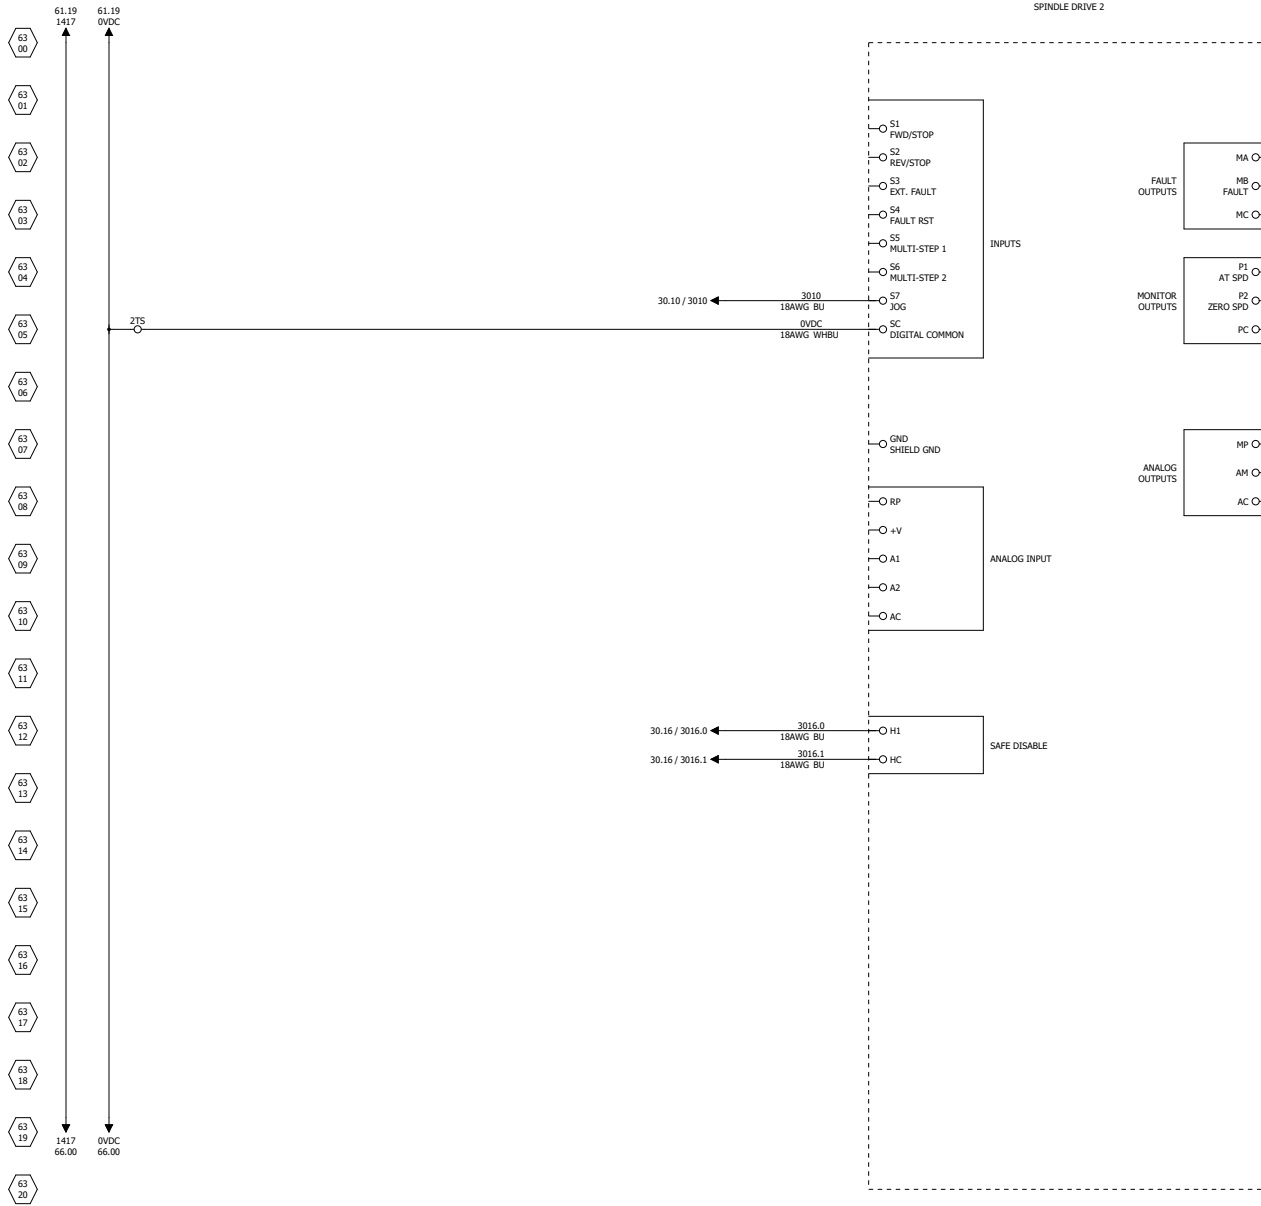 SPINDLE DRIVE 2
61.19
1417
61.19
0VDC
63
00
63
01
63
02
63
03
63
04
63
05
63
06
63
07
63
08
63
09
63
10
63
11
63
12
63
13
63
14
63
15
63
16
63
17
63
18
63
19
63
20
2TS
30.10 / 3010
3010
18AWG BU
0VDC
18AWG WHBU
S1
FWD/STOP
S2
REV/STOP
S3
EXT. FAULT
S4
FAULT RST
S5
MULTI-STEP 1
S6
MULTI-STEP 2
S7
JOG
SC
DIGITAL COMMON
INPUTS
GND
SHIELD GND
RP
+V
A1
A2
AC
ANALOG INPUT
30.16 / 3016.0
3016.0
18AWG BU
30.16 / 3016.1
3016.1
18AWG BU
H1
HC
SAFE DISABLE
FAULT
OUTPUTS
MA
MB
FAULT
MC
MONITOR
OUTPUTS
P1
AT SPD
P2
ZERO SPD
PC
ANALOG
OUTPUTS
MP
AM
AC
1417
66.00
0VDC
66.00